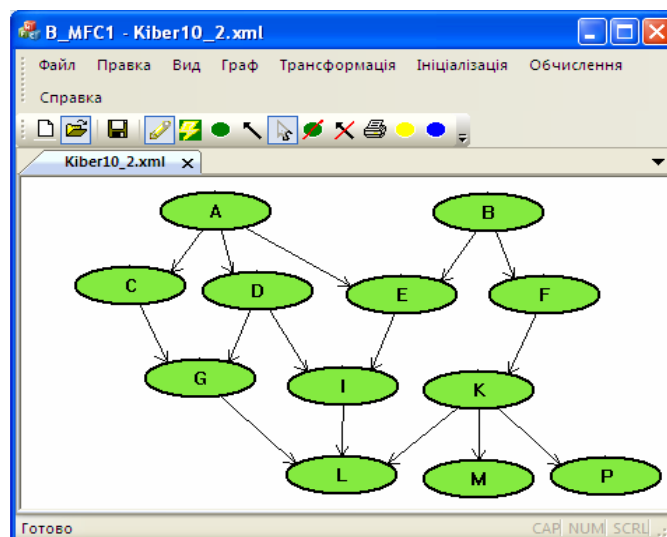 B_MFC1 - Kiber10_2.xml
Файл Правка Вид Граф Трансформація Ініціалізація Обчислення
Справка
Kiber10_2.xml x
A B
C D E F
G I K
L M P
Готово CAP NUM SCRL